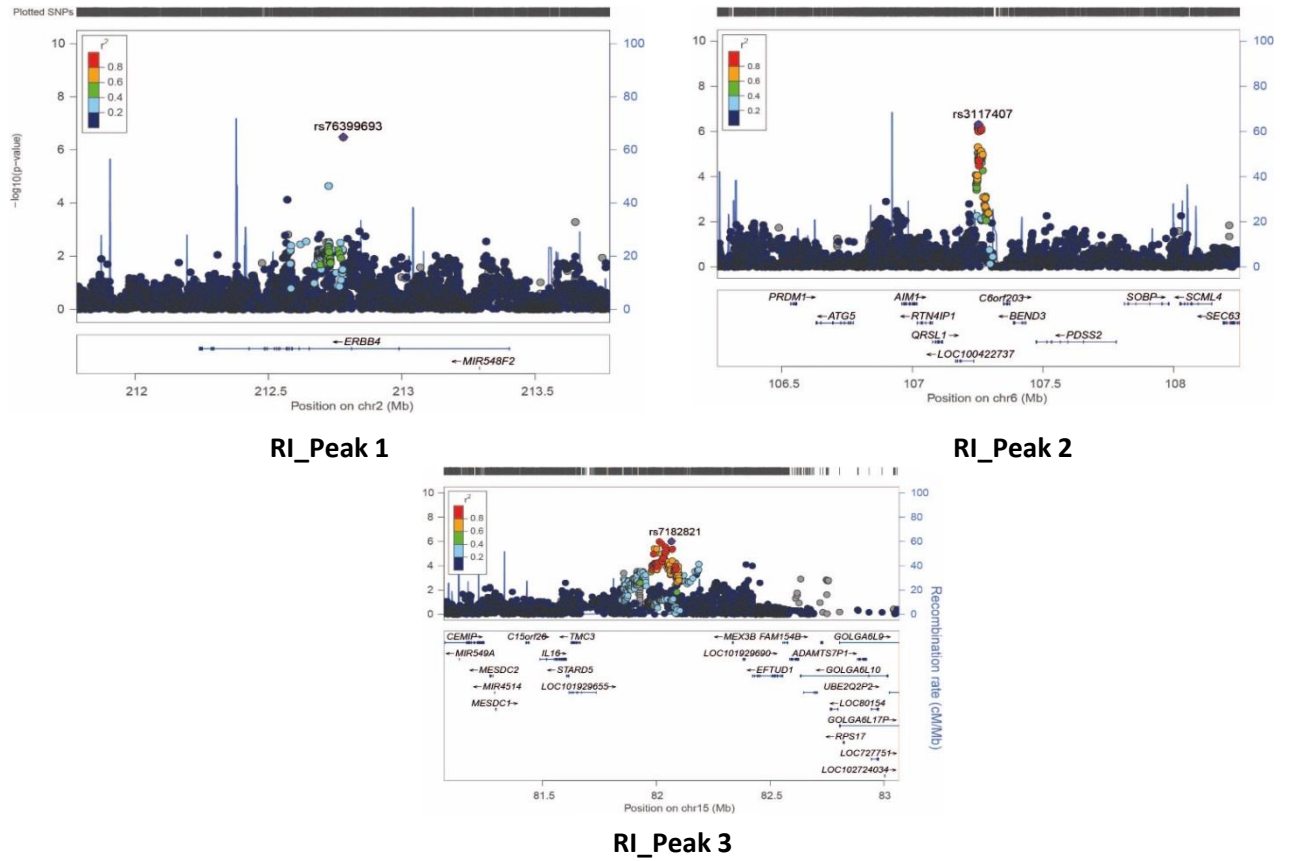 Plotted SNPs
10
8
6
4
2
0
100
80
60
40
20
0
r²
0.8
0.6
0.4
0.2
rs76399693
−log10(p−value)
←ERBB4
←MIR548F2
212
212.5
213
213.5
Position on chr2 (Mb)
RI_Peak 1
10
8
6
4
2
0
100
80
60
40
20
0
r²
0.8
0.6
0.4
0.2
rs3117407
PRDM1→
AIM1→
C6orf203→
SOBP→
←SCML4
←ATG5
←RTN4IP1
←BEND3
←SEC63
QRSL1→
←PDSS2
←LOC100422737
106.5
107
107.5
108
Position on chr6 (Mb)
RI_Peak 2
10
8
6
4
2
0
100
80
60
40
20
0
r²
0.8
0.6
0.4
0.2
rs7182821
Recombination rate (cM/Mb)
CEMIP→
C15orf26→
←TMC3
←MEX3B
FAM154B→
GOLGA6L9→
←MIR549A
IL16→
LOC101929690→
←ADAMTS7P1
←MESDC2
←STARD5
←EFTUD1
←GOLGA6L10
←MIR4514
LOC101929655→
UBE2Q2P2→
MESDC1→
←LOC80154
GOLGA6L17P→
←RPS17
LOC727751→
LOC102724034→
81.5
82
82.5
83
Position on chr15 (Mb)
RI_Peak 3